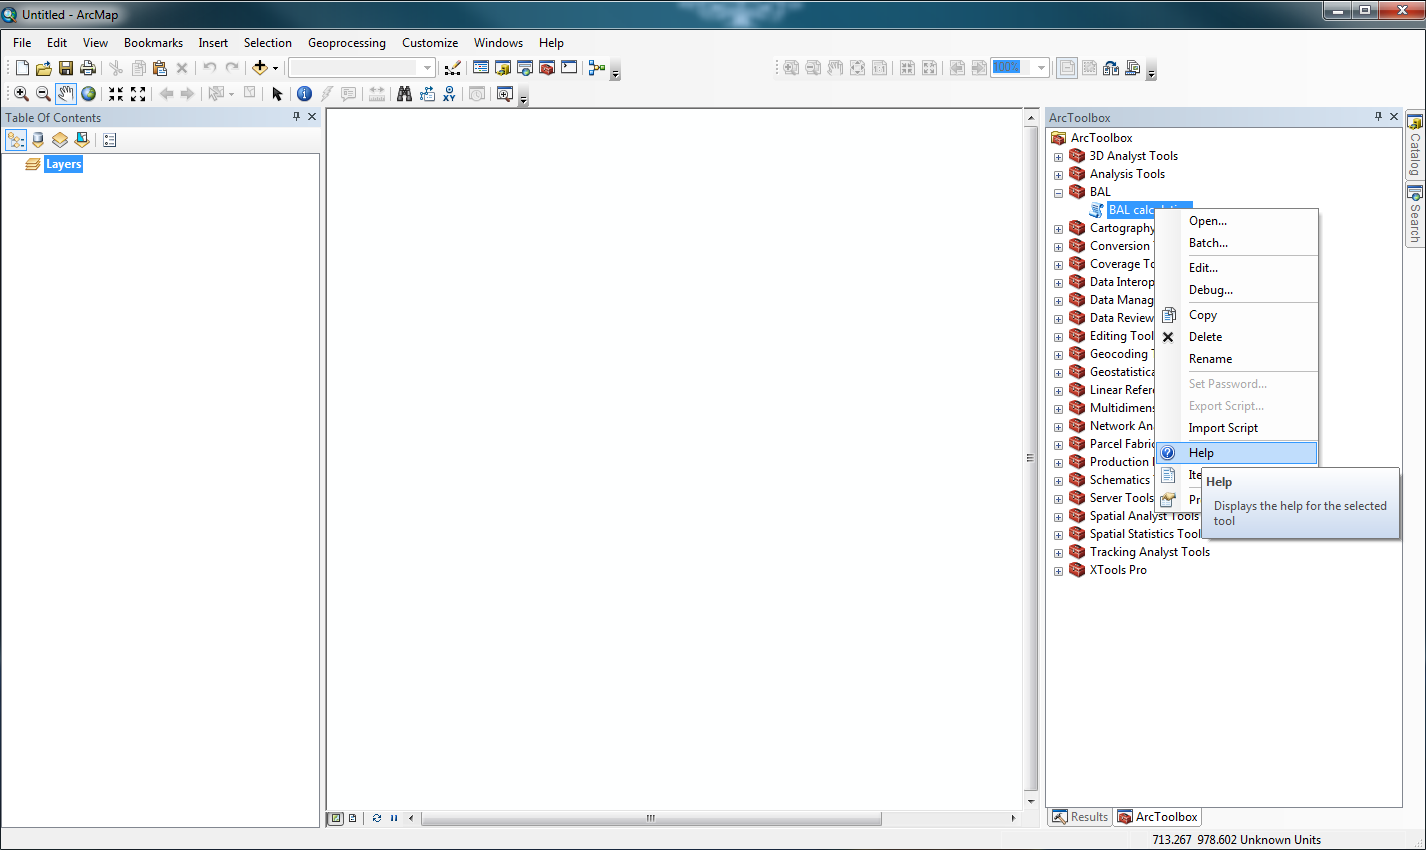 Untitled - ArcMap
File Edit View Bookmarks Insert Selection Geoprocessing Customize Windows Help
100%
Table Of Contents
Layers
ArcToolbox
ArcToolbox
3D Analyst Tools
Analysis Tools
BAL
BAL
Cartography
Conversion
Coverage
Data Interop
Data Manag
Data Review
Editing Tool
Geocoding
Geostatistica
Linear Refer
Multidimens
Network An
Parcel Fabric
Production
Schematics
Server Tools
Spatial Analyst Tools
Spatial Statistics Tool
Tracking Analyst Tools
XTools Pro
Open...
Batch...
Edit...
Debug...
Copy
Delete
Rename
Set Password...
Export Script...
Import Script
Help
Ite
Pr
Help
Displays the help for the selected
tool
Catalog
Search
Results
ArcToolbox
713.267 978.602 Unknown Units